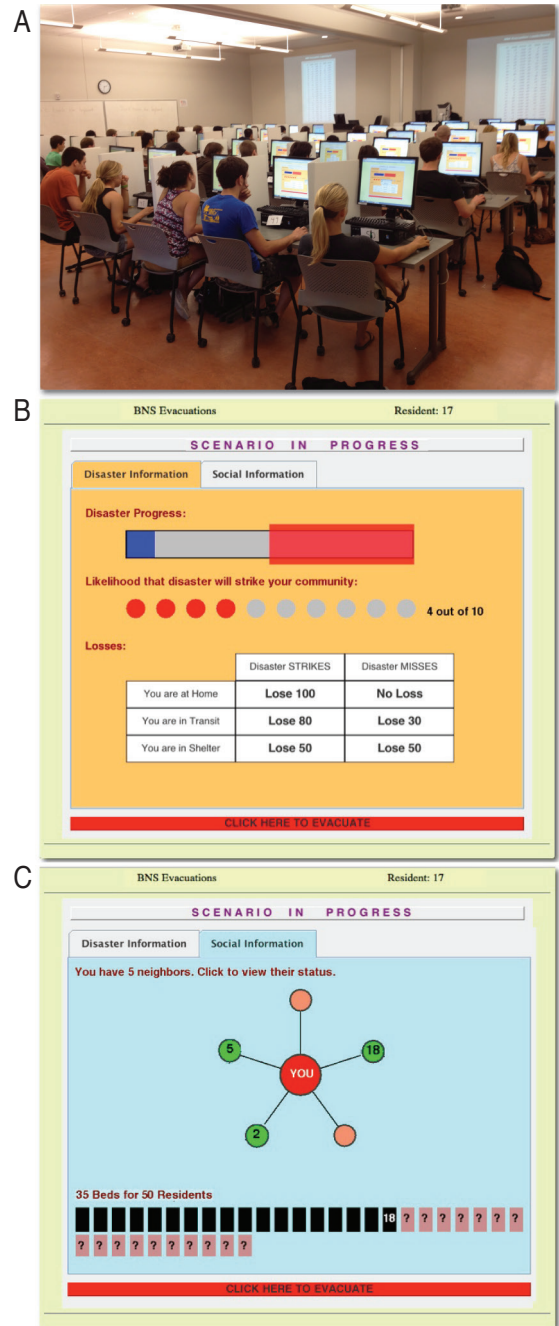 A
B
BNS Evacuations Resident: 17
SCENARIO IN PROGRESS
Disaster Information Social Information
Disaster Progress:
Likelihood that disaster will strike your community:
4 out of 10
Losses:
Disaster STRIKES Disaster MISSES
You are at Home Lose 100 No Loss
You are in Transit Lose 80 Lose 30
You are in Shelter Lose 50 Lose 50
CLICK HERE TO EVACUATE
C
BNS Evacuations Resident: 17
SCENARIO IN PROGRESS
Disaster Information Social Information
You have 5 neighbors. Click to view their status.
5 18
YOU
2
35 Beds for 50 Residents
18 ? ? ? ? ? ? ?
? ? ? ? ? ? ? ? ? ?
CLICK HERE TO EVACUATE